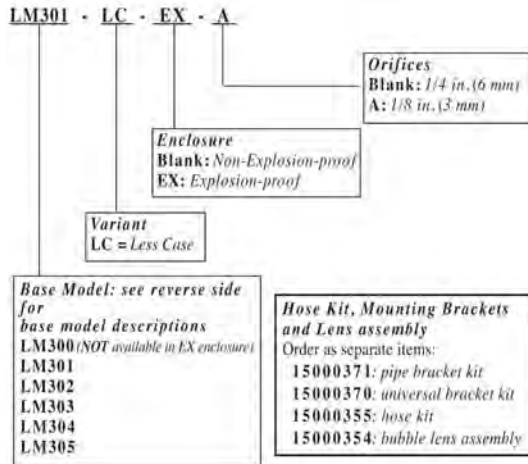 LM301 - LC - EX - A
Orifices
Blank: 1/4 in. (6 mm)
A: 1/8 in. (3 mm)
Enclosure
Blank: Non-Explosion-proof
EX: Explosion-proof
Variant
LC = Less Case
Base Model: see reverse side
for
base model descriptions
LM300 (NOT available in EX enclosure)
LM301
LM302
LM303
LM304
LM305
Hose Kit, Mounting Brackets
and Lens assembly
Order as separate items:
15000371: pipe bracket kit
15000370: universal bracket kit
15000355: hose kit
15000354: bubble lens assembly